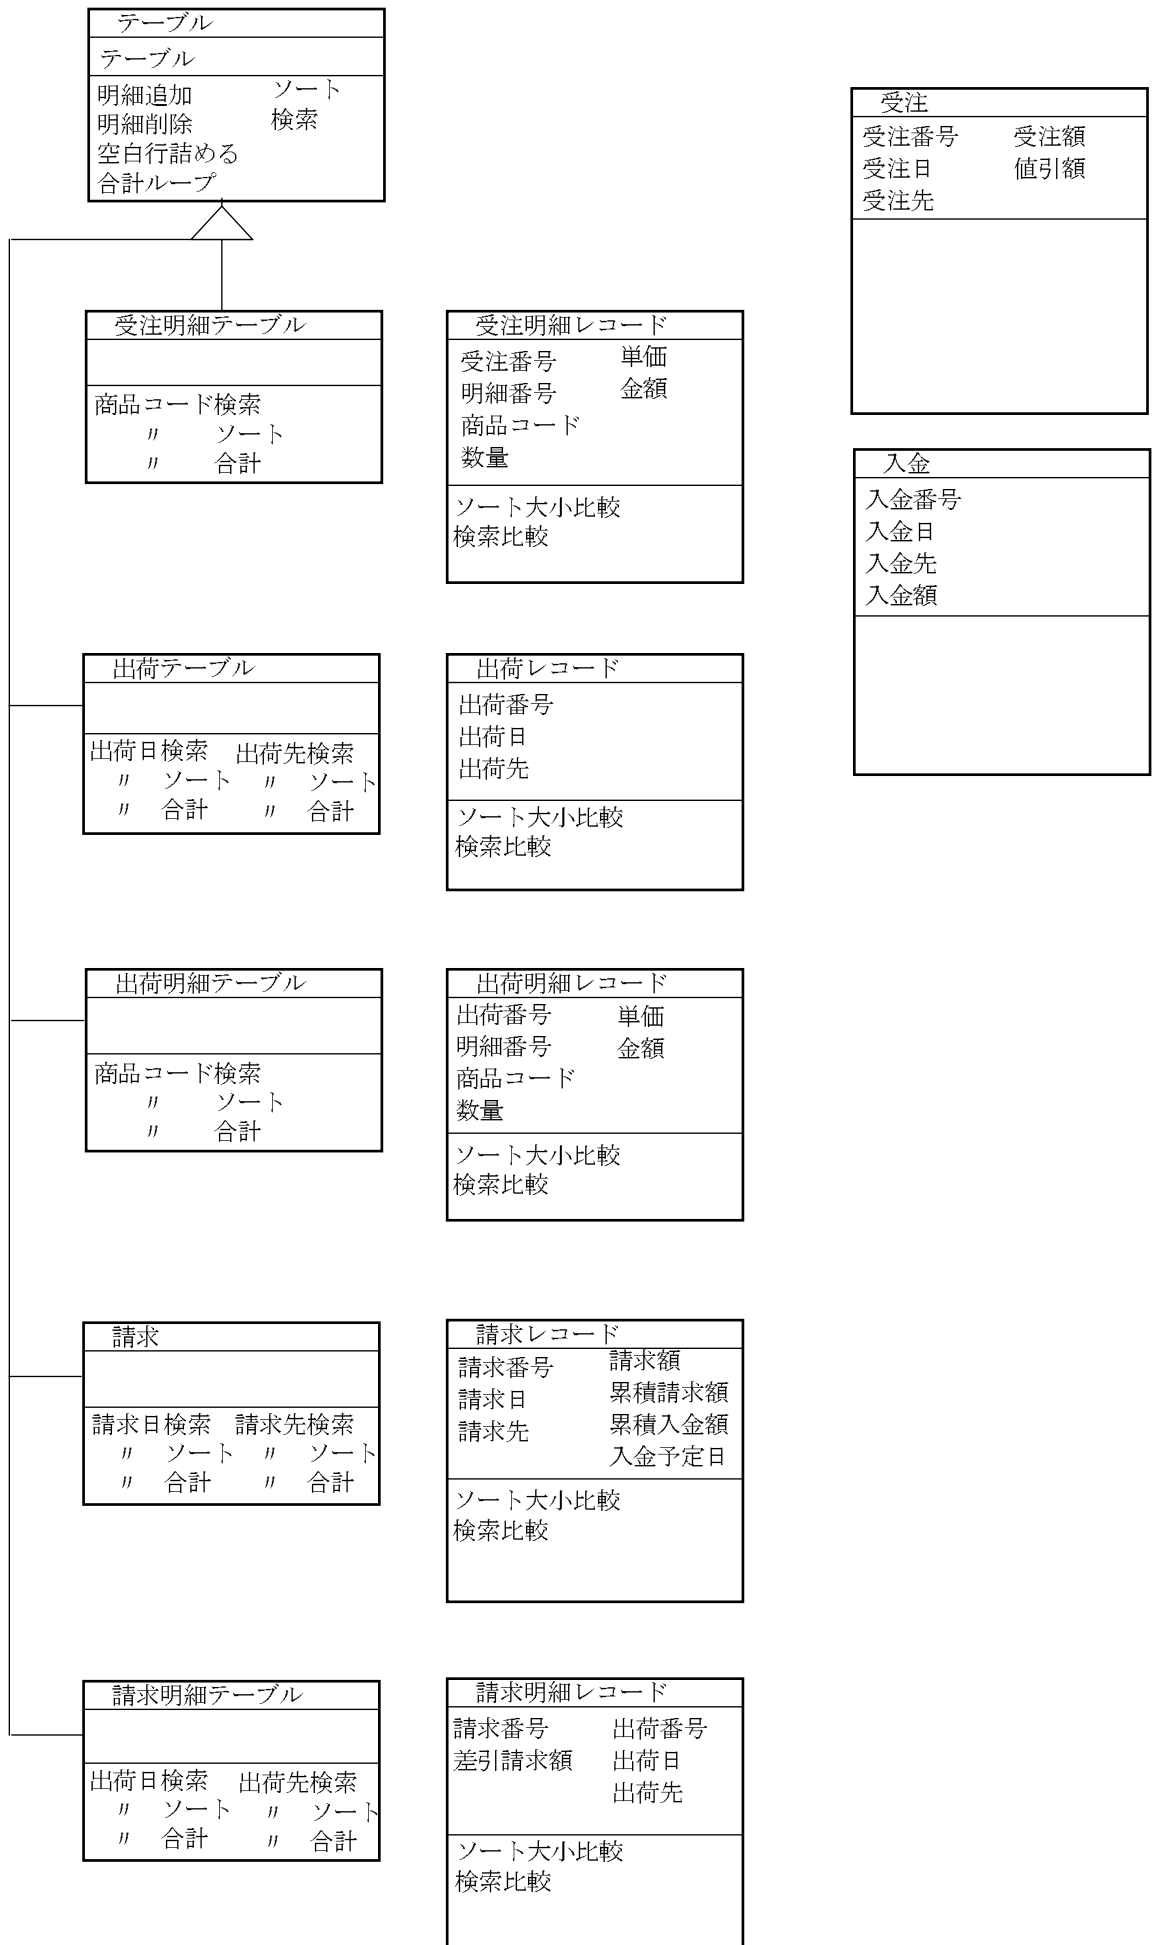 テーブル
テーブル
明細追加 ソート
明細削除 検索
空白行詰める
合計ループ
受注
受注番号 受注額
受注日 値引額
受注先
受注明細テーブル
商品コード検索
〃 ソート
〃 合計
受注明細レコード
受注番号 単価
明細番号 金額
商品コード
数量
ソート大小比較
検索比較
入金
入金番号
入金日
入金先
入金額
出荷テーブル
出荷日検索 出荷先検索
〃 ソート 〃 ソート
〃 合計 〃 合計
出荷レコード
出荷番号
出荷日
出荷先
ソート大小比較
検索比較
出荷明細テーブル
商品コード検索
〃 ソート
〃 合計
出荷明細レコード
出荷番号 単価
明細番号 金額
商品コード
数量
ソート大小比較
検索比較
請求
請求日検索 請求先検索
〃 ソート 〃 ソート
〃 合計 〃 合計
請求レコード
請求番号 請求額
請求日 累積請求額
請求先 累積入金額
入金予定日
ソート大小比較
検索比較
請求明細テーブル
出荷日検索 出荷先検索
〃 ソート 〃 ソート
〃 合計 〃 合計
請求明細レコード
請求番号 出荷番号
差引請求額 出荷日
出荷先
ソート大小比較
検索比較